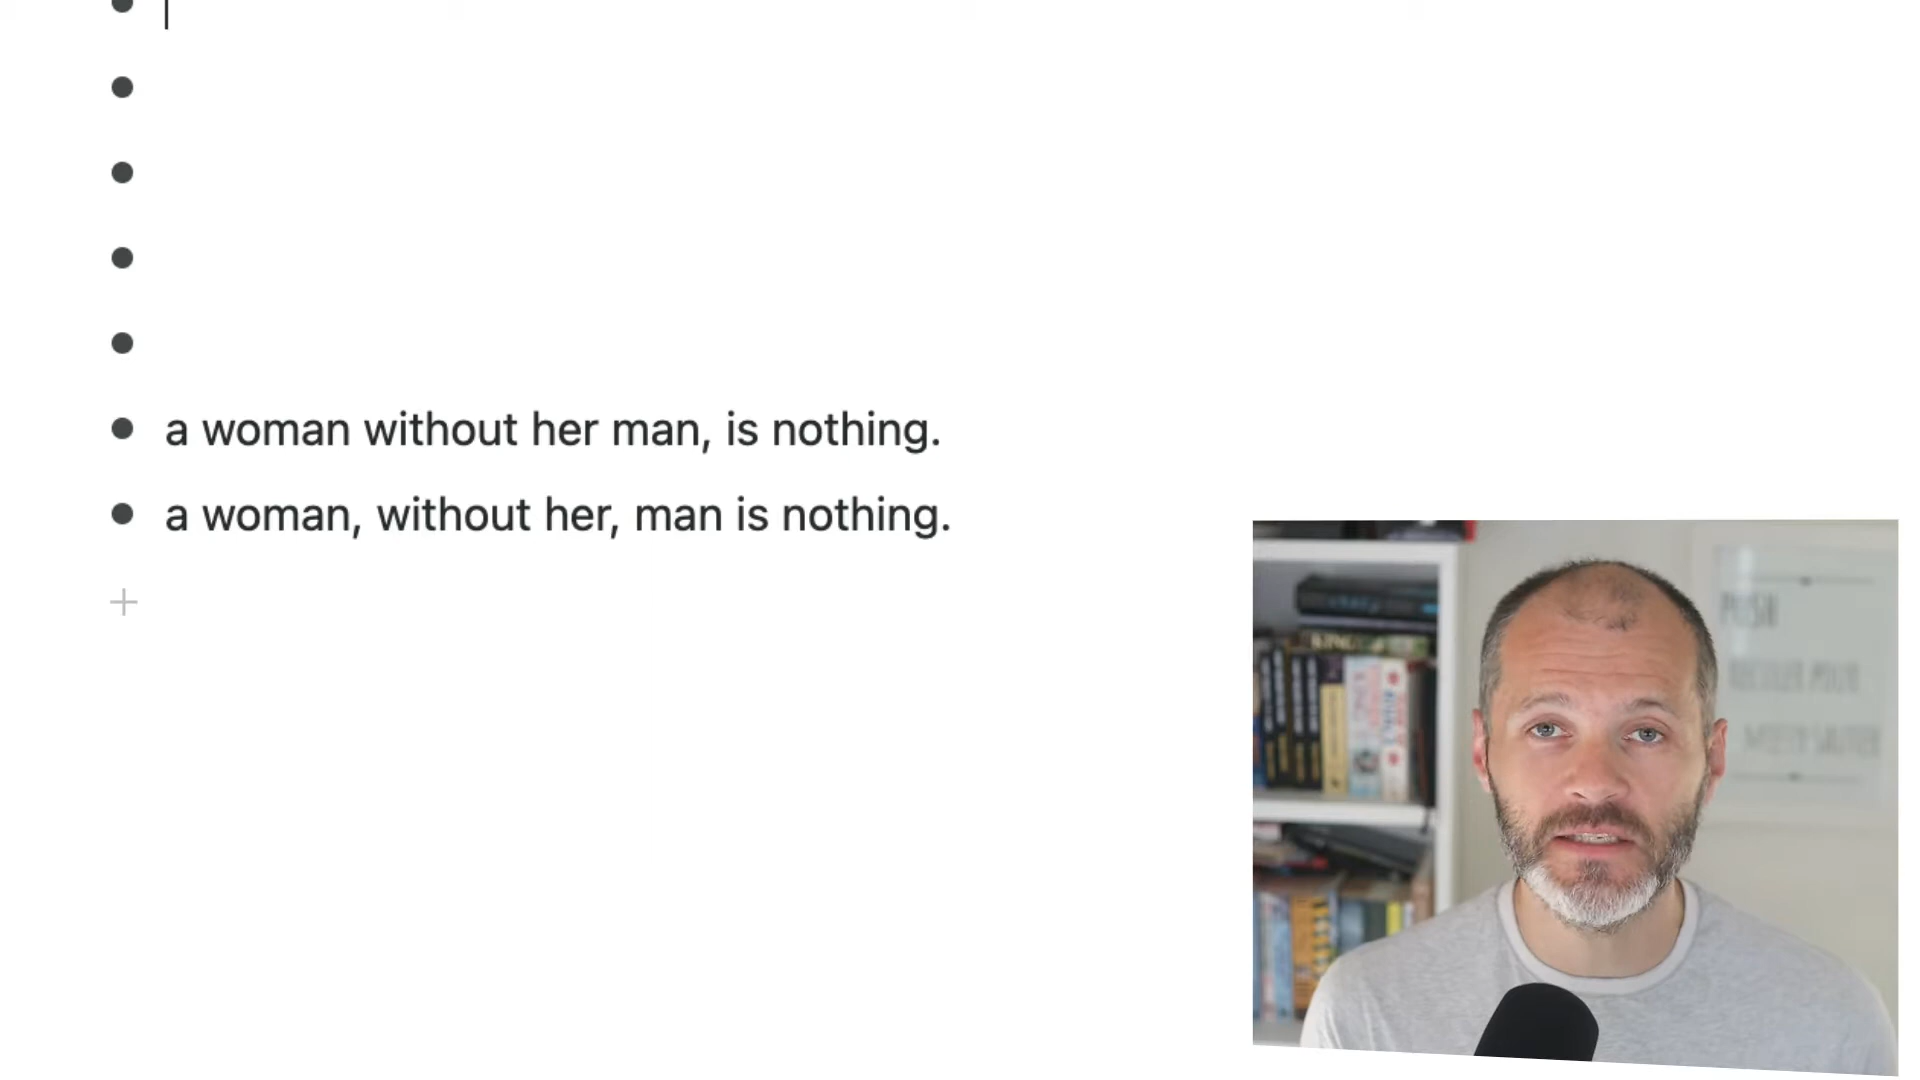 a woman without her man, is nothing.
a woman, without her, man is nothing.